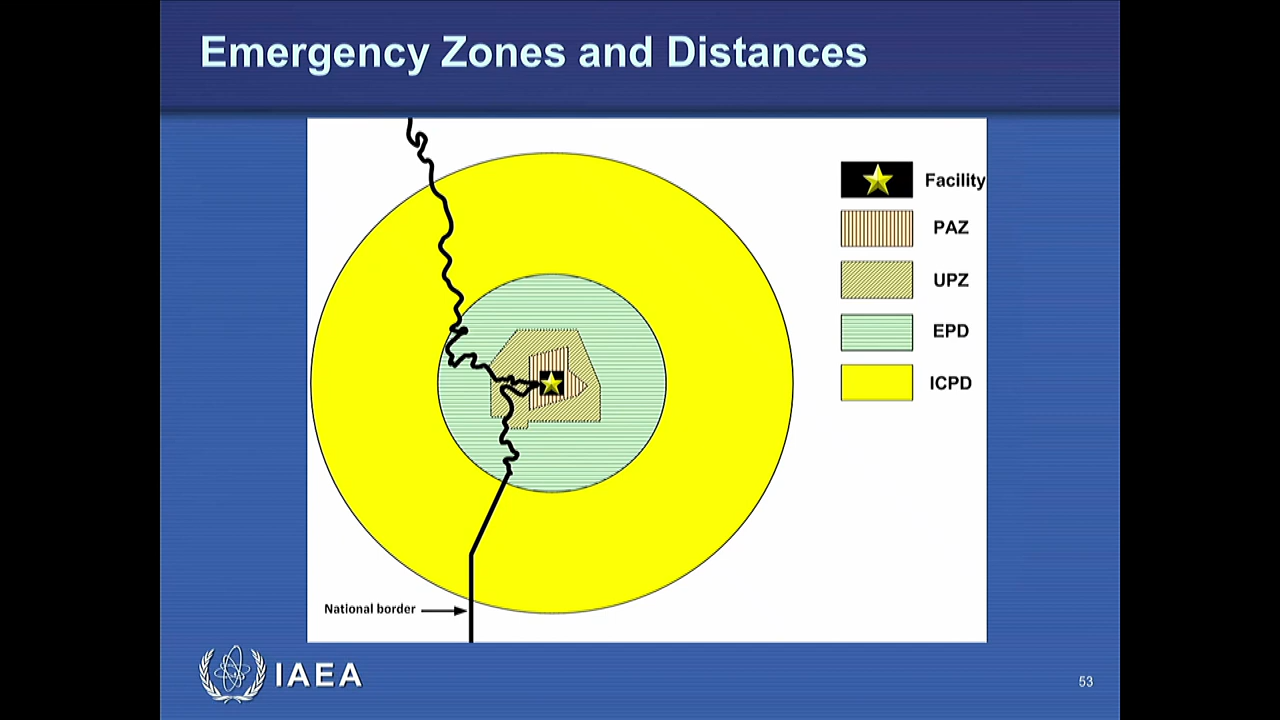 Emergency Zones and Distances
Facility
PAZ
UPZ
EPD
ICPD
National border
IAEA
53